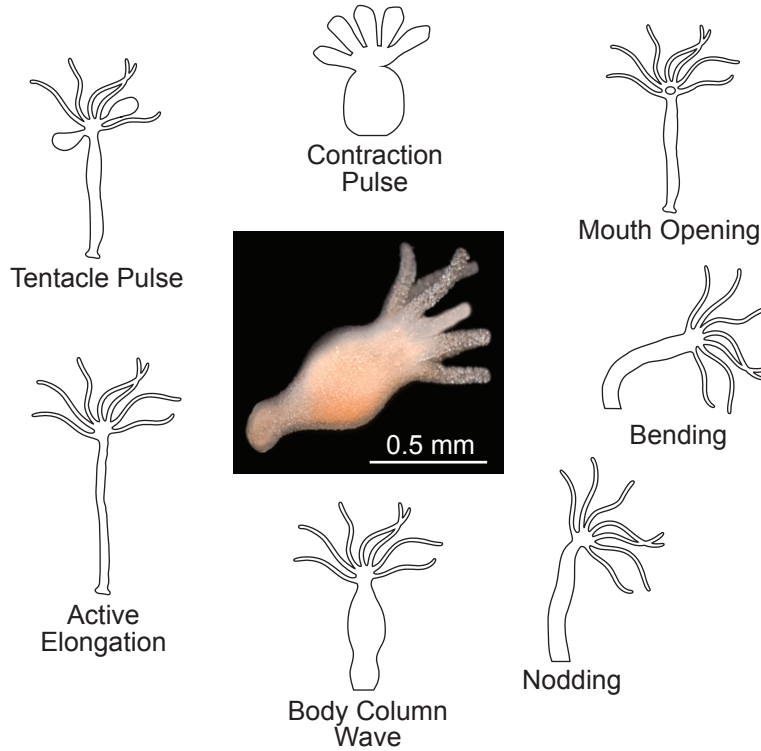 Contraction
Pulse
Mouth Opening
Tentacle Pulse
Bending
0.5 mm
Active
Elongation
Nodding
Body Column
Wave